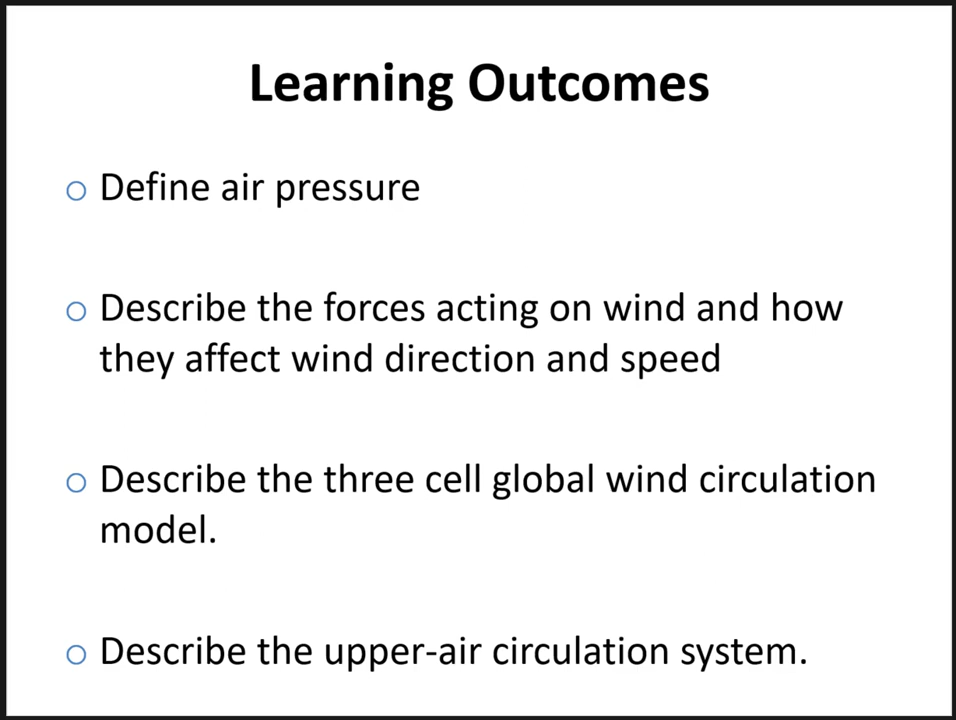 Learning Outcomes
Define air pressure
Describe the forces acting on wind and how
they affect wind direction and speed
Describe the three cell global wind circulation
model.
Describe the upper-air circulation system.